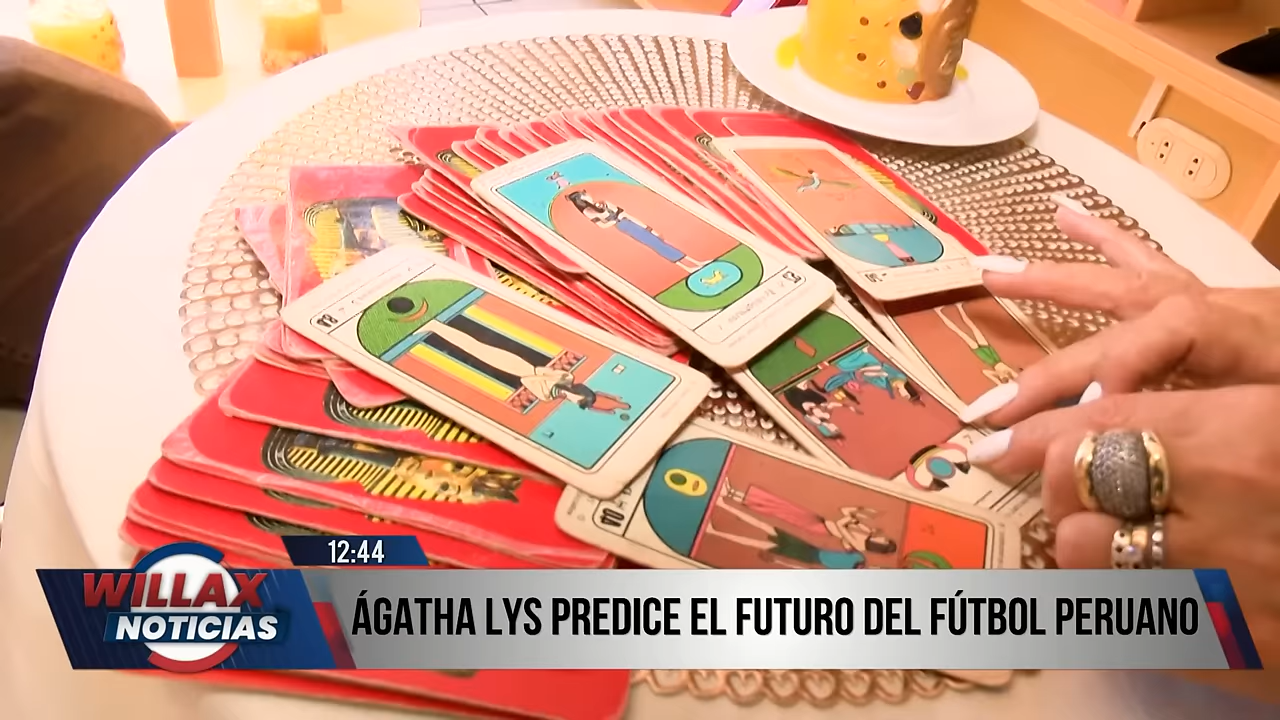 12:44
WILLAX
NOTICIAS
ÁGATHA LYS PREDICE EL FUTURO DEL FÚTBOL PERUANO